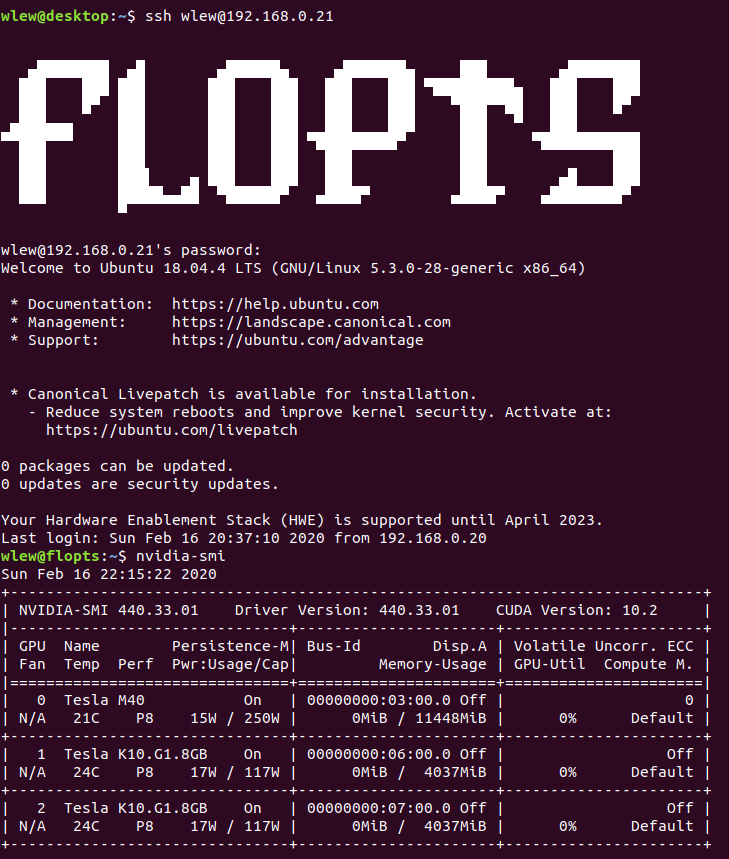 wlew@desktop:~$ ssh wlew@192.168.0.21
FLOPTS
wlew@192.168.0.21's password:
Welcome to Ubuntu 18.04.4 LTS (GNU/Linux 5.3.0-28-generic x86_64)
 * Documentation:  https://help.ubuntu.com
 * Management:     https://landscape.canonical.com
 * Support:        https://ubuntu.com/advantage
 * Canonical Livepatch is available for installation.
   - Reduce system reboots and improve kernel security. Activate at:
     https://ubuntu.com/livepatch
0 packages can be updated.
0 updates are security updates.
Your Hardware Enablement Stack (HWE) is supported until April 2023.
Last login: Sun Feb 16 20:37:10 2020 from 192.168.0.20
wlew@flopts:~$ nvidia-smi
Sun Feb 16 22:15:22 2020
+-----------------------------------------------------------------------------+
| NVIDIA-SMI 440.33.01    Driver Version: 440.33.01    CUDA Version: 10.2     |
|-------------------------------+----------------------+----------------------+
| GPU  Name        Persistence-M| Bus-Id        Disp.A | Volatile Uncorr. ECC |
| Fan  Temp  Perf  Pwr:Usage/Cap|         Memory-Usage | GPU-Util  Compute M. |
|===============================+======================+======================|
|   0  Tesla M40           On   | 00000000:03:00.0 Off |                    0 |
| N/A   21C    P8    15W / 250W |      0MiB / 11448MiB |      0%      Default |
+-------------------------------+----------------------+----------------------+
|   1  Tesla K10.G1.8GB    On   | 00000000:06:00.0 Off |                  Off |
| N/A   24C    P8    17W / 117W |      0MiB /  4037MiB |      0%      Default |
+-------------------------------+----------------------+----------------------+
|   2  Tesla K10.G1.8GB    On   | 00000000:07:00.0 Off |                  Off |
| N/A   24C    P8    17W / 117W |      0MiB /  4037MiB |      0%      Default |
+-------------------------------+----------------------+----------------------+